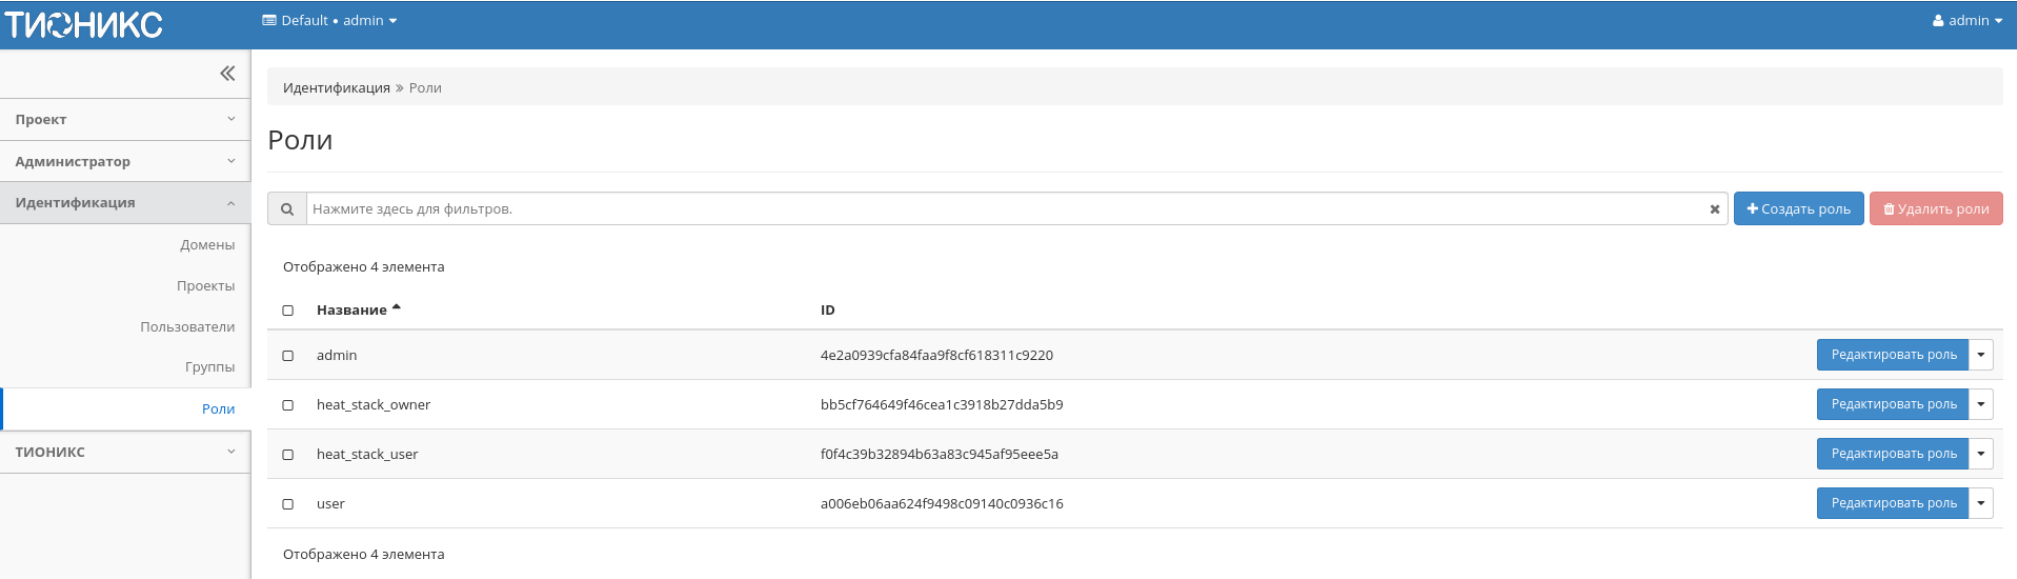 ТИОНИКС
Default • admin
admin
Проект
Администратор
Идентификация
Домены
Проекты
Пользователи
Группы
Роли
ТИОНИКС
Идентификация » Роли
Роли
Нажмите здесь для фильтров.
Создать роль
Удалить роли
Отображено 4 элемента
Название ID
admin 4e2a0939cfa84faa9f8cf618311c9220 Редактировать роль
heat_stack_owner bb5cf764649f46cea1c3918b27dda5b9 Редактировать роль
heat_stack_user f0f4c39b32894b63a83c945af95eee5a Редактировать роль
user a006eb06aa624f9498c09140c0936c16 Редактировать роль
Отображено 4 элемента